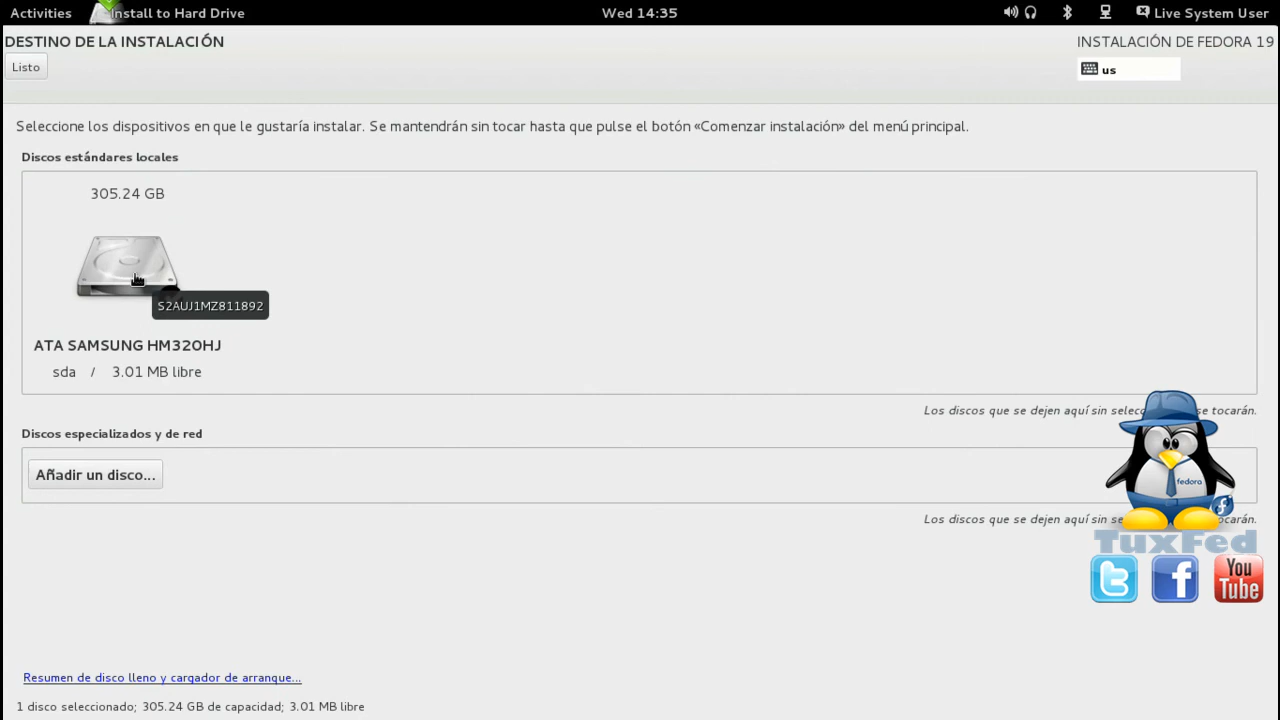 Activities
Install to Hard Drive
Wed 14:35
Live System User
DESTINO DE LA INSTALACIÓN
INSTALACIÓN DE FEDORA 19
Listo
us
Seleccione los dispositivos en que le gustaría instalar. Se mantendrán sin tocar hasta que pulse el botón «Comenzar instalación» del menú principal.
Discos estándares locales
305.24 GB
S2AUJ1MZ811892
ATA SAMSUNG HM320HJ
sda / 3.01 MB libre
Los discos que se dejen aquí sin se tocarán.
Discos especializados y de red
Añadir un disco...
fedora
Los discos que se dejen aquí sin
TuxFed
You
Tube
Resumen de disco lleno y cargador de arranque...
1 disco seleccionado; 305.24 GB de capacidad; 3.01 MB libre